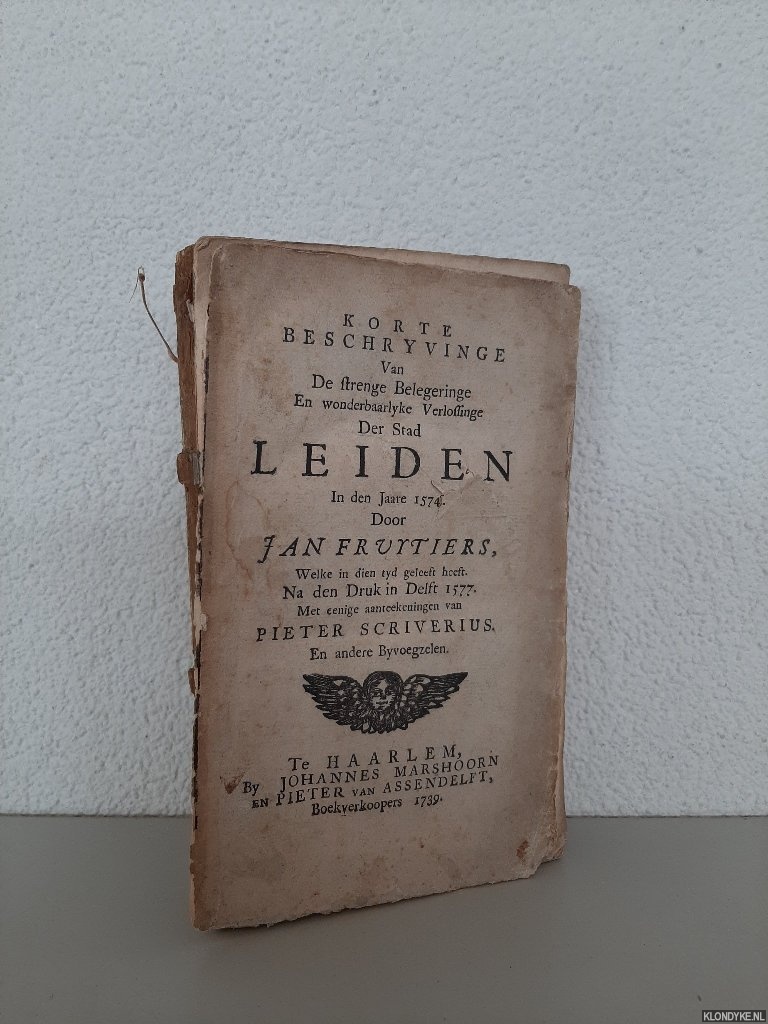 KORTE
BESCHRYVINGE
Van
De ſtrenge Belegeringe
En wonderbaarlyke Verloſſinge
Der Stad
LEIDEN
In den Jaare 1574.
Door
JAN FRUYTIERS,
Welke in dien tyd geleeft heeft.
Na den Druk in Delft 1577.
Met eenige aanteekeningen van
PIETER SCRIVERIUS.
En andere Byvoegzelen.
Te HAARLEM,
By JOHANNES MARSHOORN
EN PIETER VAN ASSENDELFT,
Boekverkoopers 1739.
KLONDYKE.NL